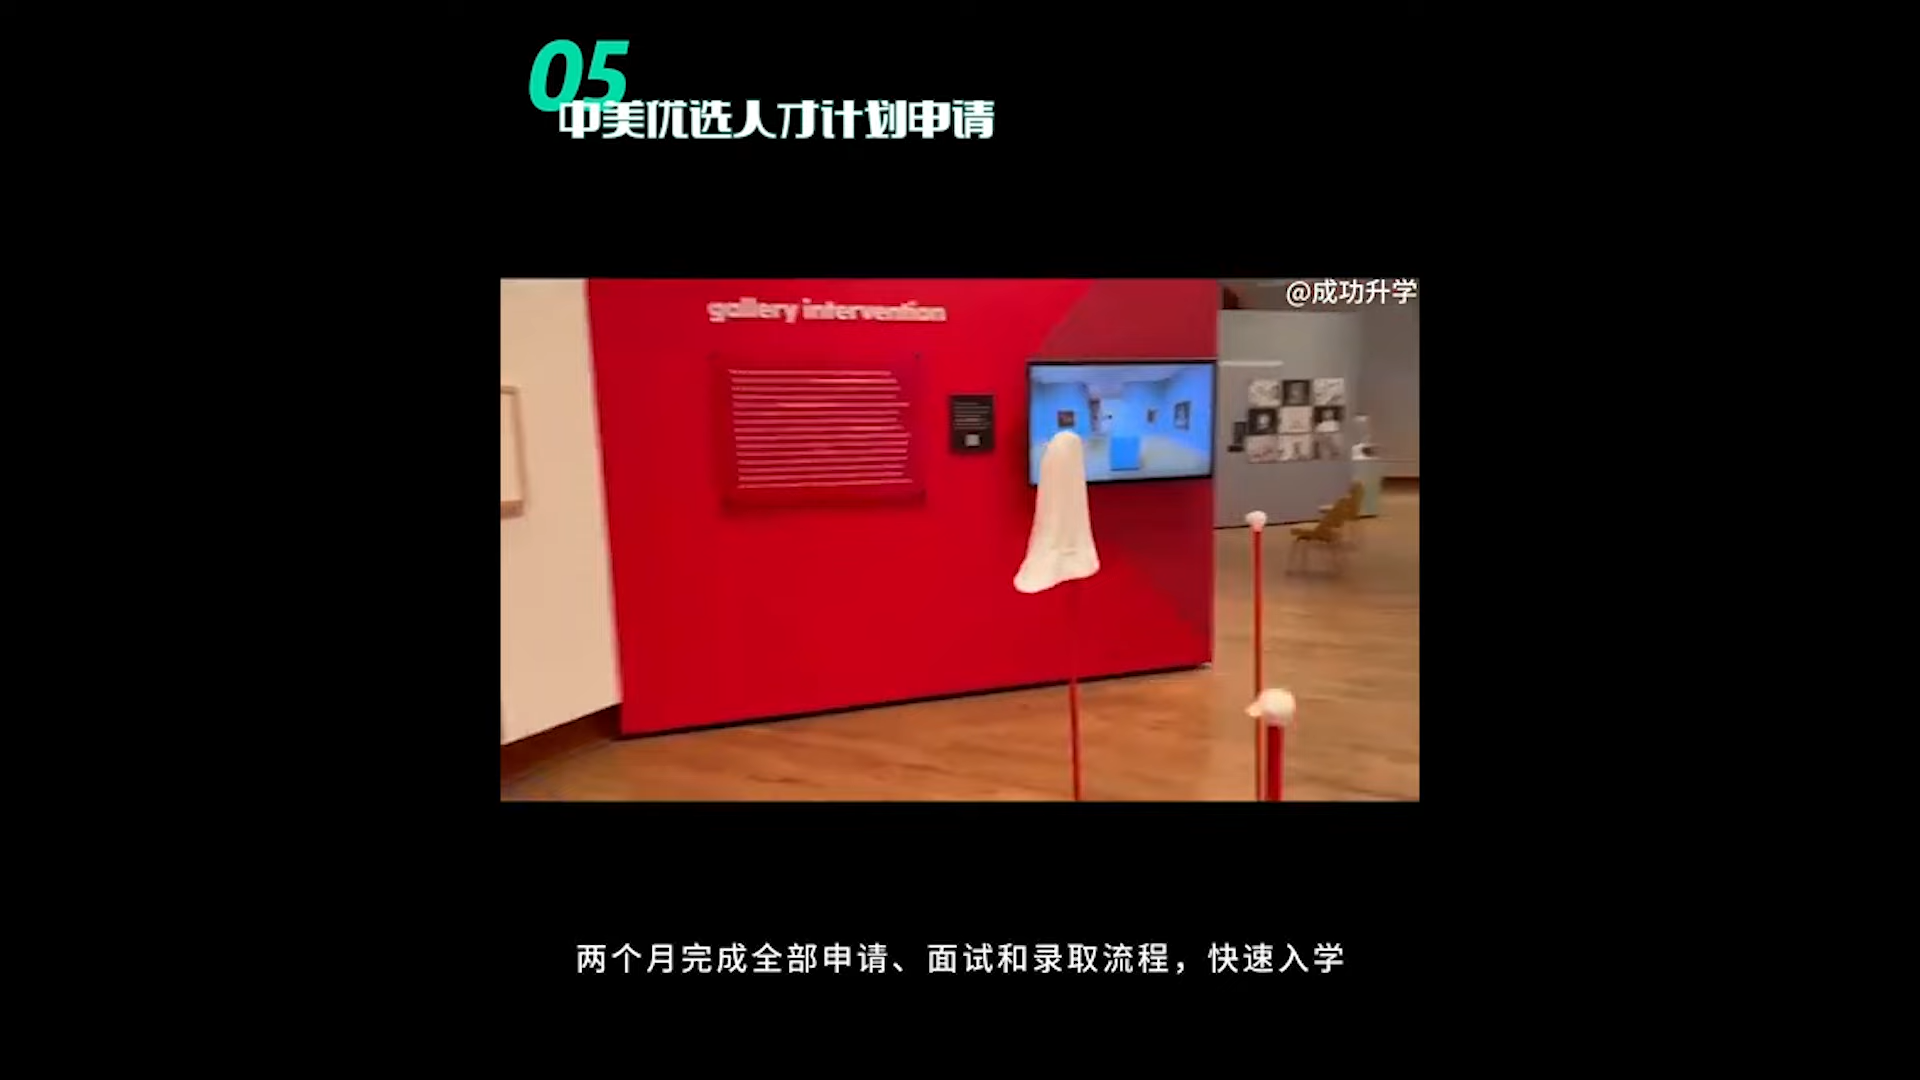 05
中美优选人才计划申请
@成功升学
gallery intervention
两个月完成全部申请、面试和录取流程，快速入学